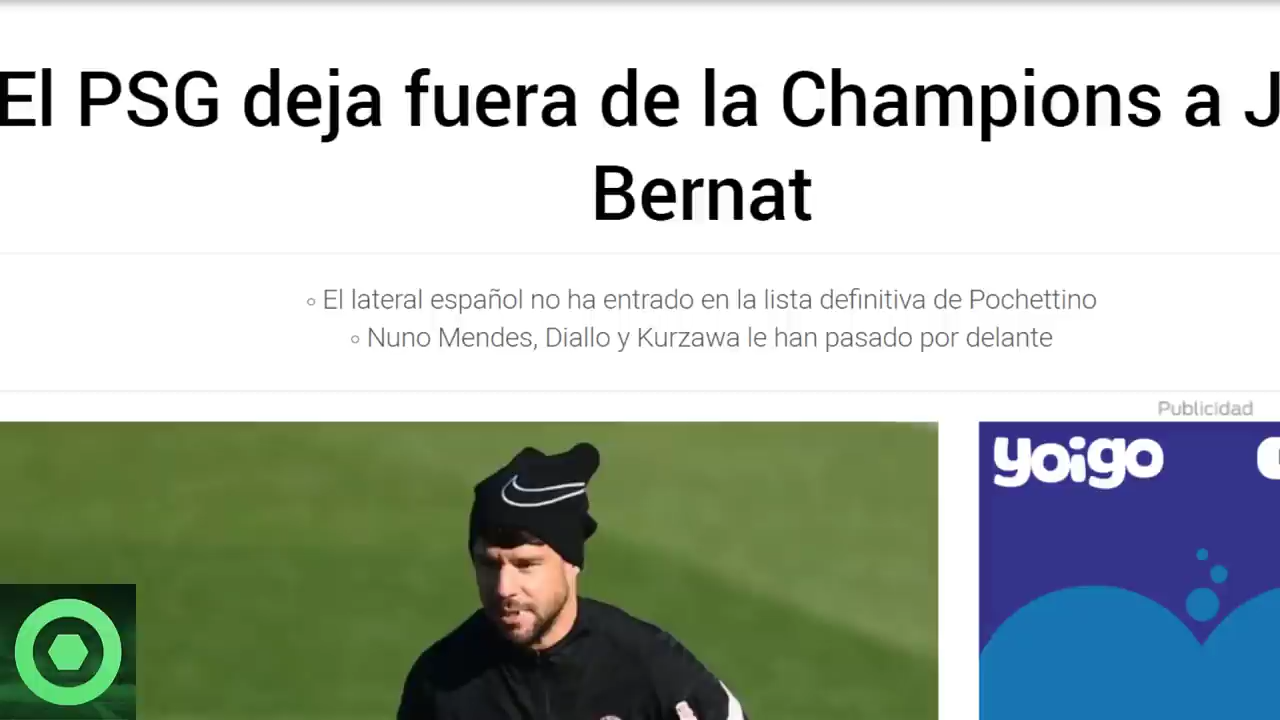 El PSG deja fuera de la Champions a J
Bernat
◦ El lateral español no ha entrado en la lista definitiva de Pochettino
◦ Nuno Mendes, Diallo y Kurzawa le han pasado por delante
Publicidad
yoigo